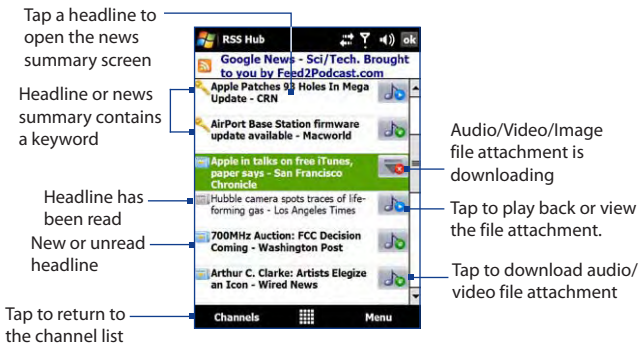 Tap a headline to
open the news
summary screen
Headline or news
summary contains
a keyword
Headline has
been read
New or unread
headline
Tap to return to
the channel list
RSS Hub
ok
Google News - Sci/Tech. Brought
to you by Feed2Podcast.com
Apple Patches 93 Holes In Mega
Update - CRN
AirPort Base Station firmware
update available - Macworld
Apple in talks on free iTunes,
paper says - San Francisco
Chronicle
Hubble camera spots traces of life-
forming gas - Los Angeles Times
700MHz Auction: FCC Decision
Coming - Washington Post
Arthur C. Clarke: Artists Elegize
an Icon - Wired News
Channels
Menu
Audio/Video/Image
file attachment is
downloading
Tap to play back or view
the file attachment.
Tap to download audio/
video file attachment